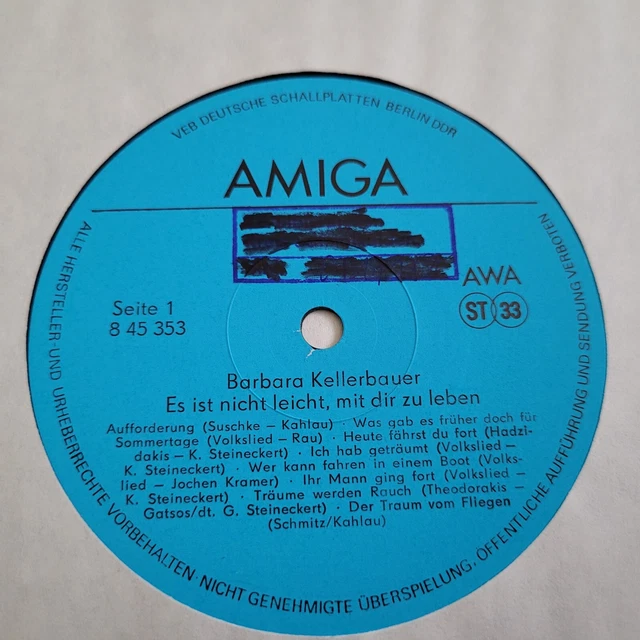 VEB DEUTSCHE SCHALLPLATTEN BERLIN DDR
AMIGA
AWA
Seite 1
8 45 353
ST 33
Barbara Kellerbauer
Es ist nicht leicht, mit dir zu leben
Aufforderung (Suschke – Kahlau) · Was gab es früher doch für
Sommertage (Volkslied – Rau) · Heute fährst du fort (Hadzi-
dakis – K. Steineckert) · Ich hab geträumt (Volkslied –
K. Steineckert) · Wer kann fahren in einem Boot (Volks-
lied – Jochen Kramer) · Ihr Mann ging fort (Volkslied –
K. Steineckert) · Träume werden Rauch (Theodorakis –
Gatsos/dt. G. Steineckert) · Der Traum vom Fliegen
(Schmitz/Kahlau)
ALLE HERSTELLER- UND URHEBERRECHTE VORBEHALTEN NICHT GENEHMIGTE ÜBERSPIELUNG, ÖFFENTLICHE AUFFÜHRUNG UND SENDUNG VERBOTEN